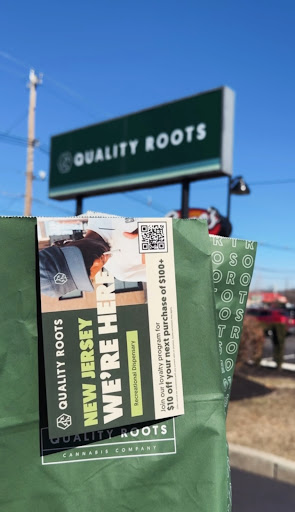 QUALITY ROOTS
QUALITY ROOTS
NEW JERSEY
WE'RE HERE
Recreational Dispensary
Join our loyalty program for
$10 off your next purchase of $100+
QUALITY ROOTS
CANNABIS COMPANY